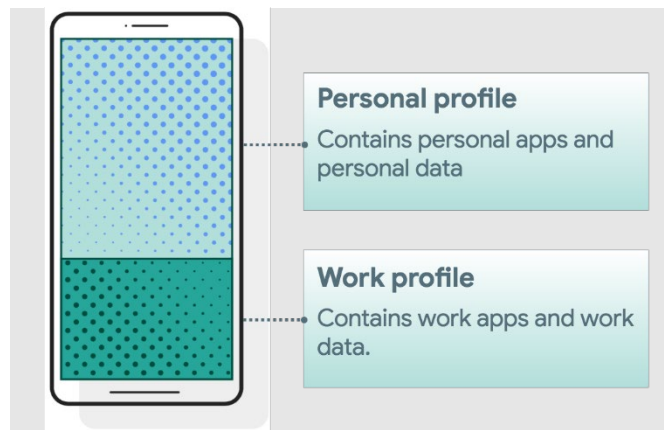 Personal profile
Contains personal apps and
personal data
Work profile
Contains work apps and work
data.